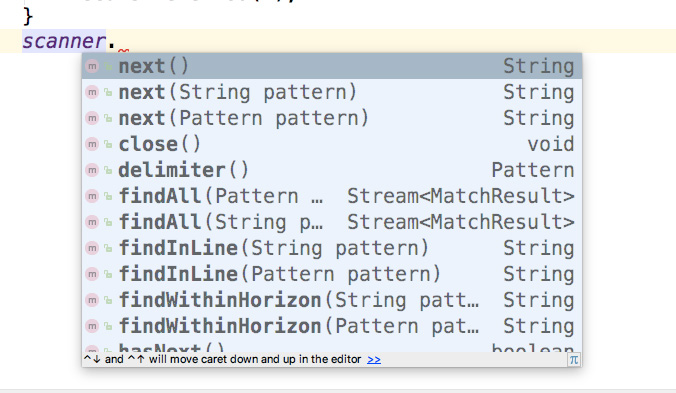 }
scanner.
m next() String
m next(String pattern) String
m next(Pattern pattern) String
m close() void
m delimiter() Pattern
m findAll(Pattern … Stream<MatchResult>
m findAll(String p… Stream<MatchResult>
m findInLine(String pattern) String
m findInLine(Pattern pattern) String
m findWithinHorizon(String patt… String
m findWithinHorizon(Pattern pat… String
m hasNext() boolean
^↓ and ^↑ will move caret down and up in the editor >> π